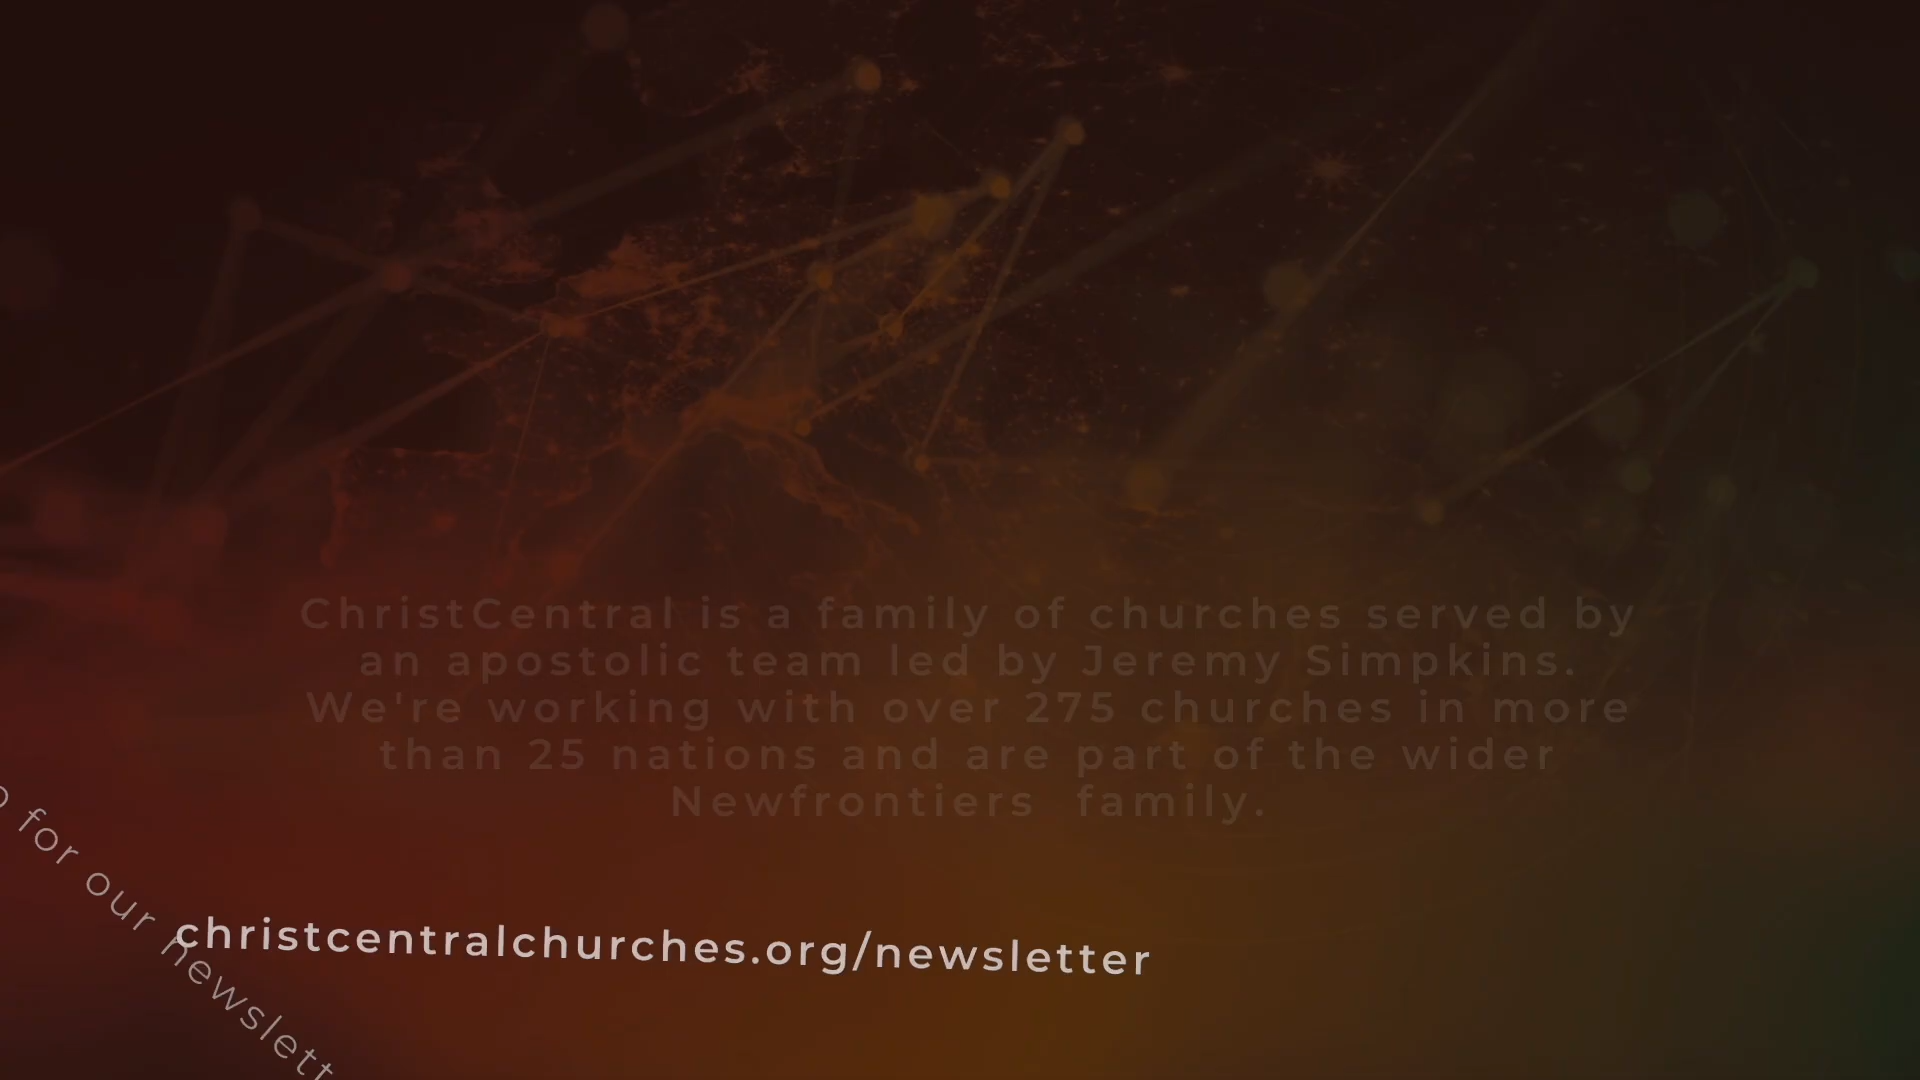 ChristCentral is a family of churches served by
an apostolic team led by Jeremy Simpkins.
We're working with over 275 churches in more
than 25 nations and are part of the wider
Newfrontiers family.
for our newslett
christcentralchurches.org/newsletter